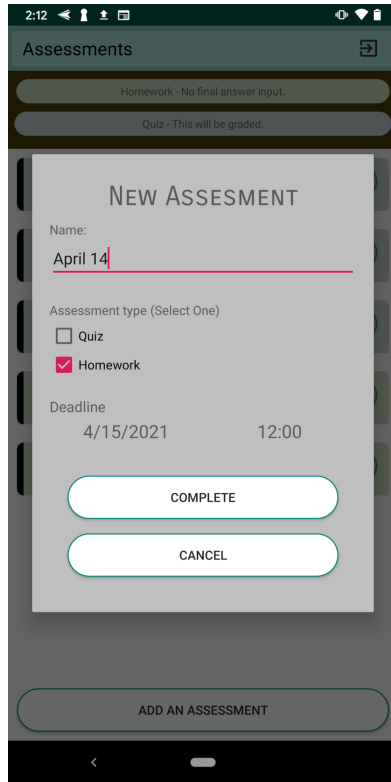 2:12
Assessments
Homework - No final answer input.
Quiz - This will be graded.
NEW ASSESMENT
Name:
April 14
Assessment type (Select One)
Quiz
Homework
Deadline
4/15/2021 12:00
COMPLETE
CANCEL
ADD AN ASSESSMENT